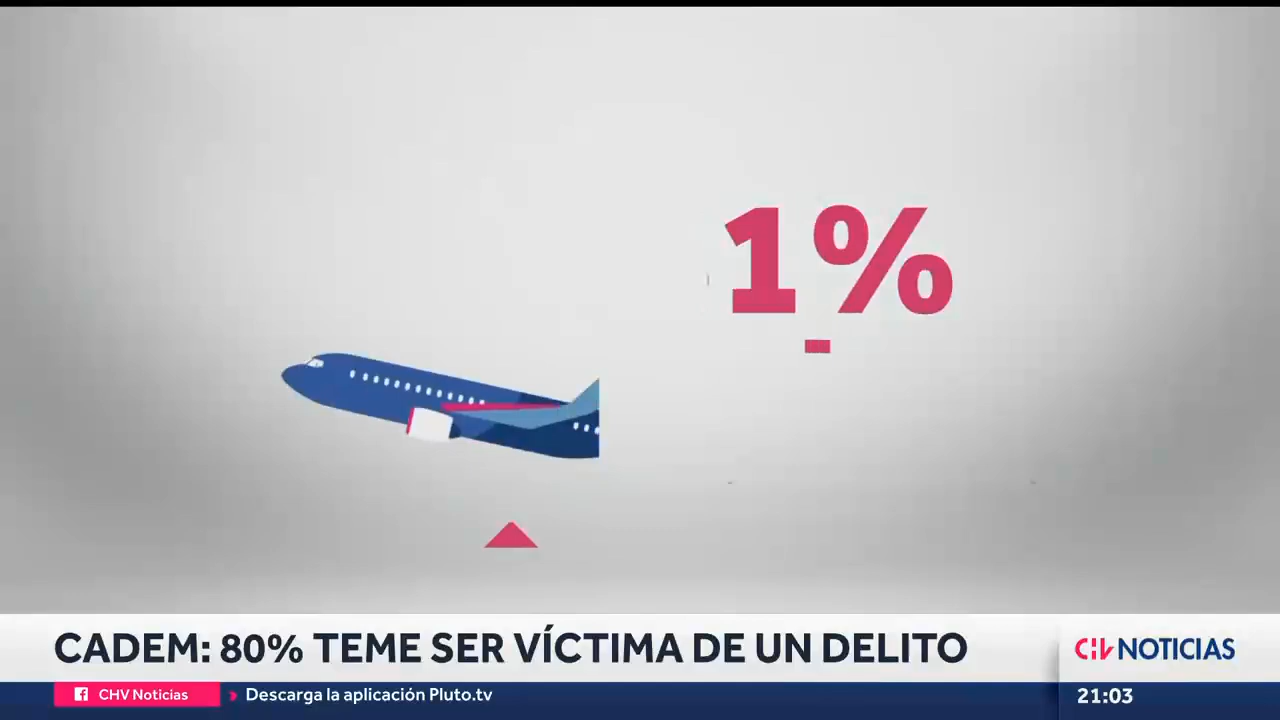 1%
CADEM: 80% TEME SER VÍCTIMA DE UN DELITO
CHV NOTICIAS
CHV Noticias
Descarga la aplicación Pluto.tv
21:03